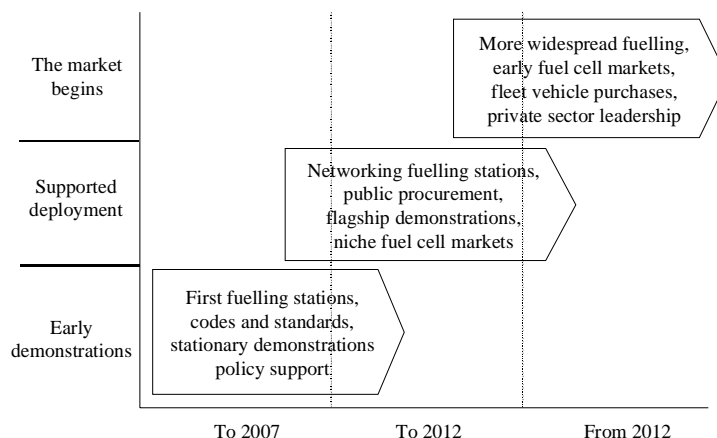 The market
begins
More widespread fuelling,
early fuel cell markets,
fleet vehicle purchases,
private sector leadership
Supported
deployment
Networking fuelling stations,
public procurement,
flagship demonstrations,
niche fuel cell markets
Early
demonstrations
First fuelling stations,
codes and standards,
stationary demonstrations
policy support
To 2007
To 2012
From 2012